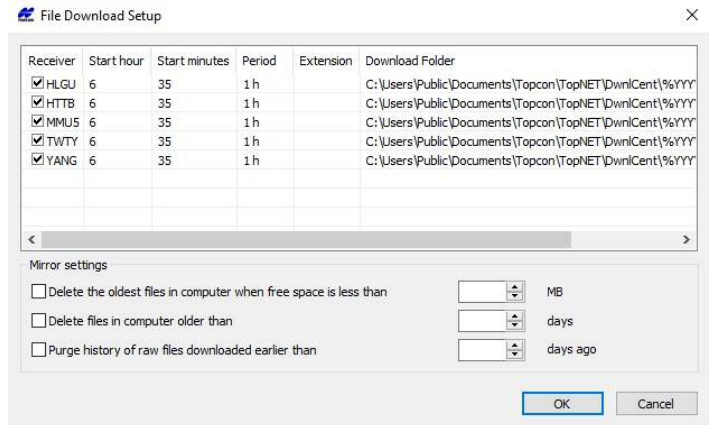 TOPCON
File Download Setup
Receiver Start hour Start minutes Period Extension Download Folder
HLGU 6 35 1 h C:\Users\Public\Documents\Topcon\TopNET\DwnlCent\%YYY
HTTB 6 35 1 h C:\Users\Public\Documents\Topcon\TopNET\DwnlCent\%YYY
MMU5 6 35 1 h C:\Users\Public\Documents\Topcon\TopNET\DwnlCent\%YYY
TWTY 6 35 1 h C:\Users\Public\Documents\Topcon\TopNET\DwnlCent\%YYY
YANG 6 35 1 h C:\Users\Public\Documents\Topcon\TopNET\DwnlCent\%YYY
Mirror settings
Delete the oldest files in computer when free space is less than MB
Delete files in computer older than days
Purge history of raw files downloaded earlier than days ago
OK Cancel